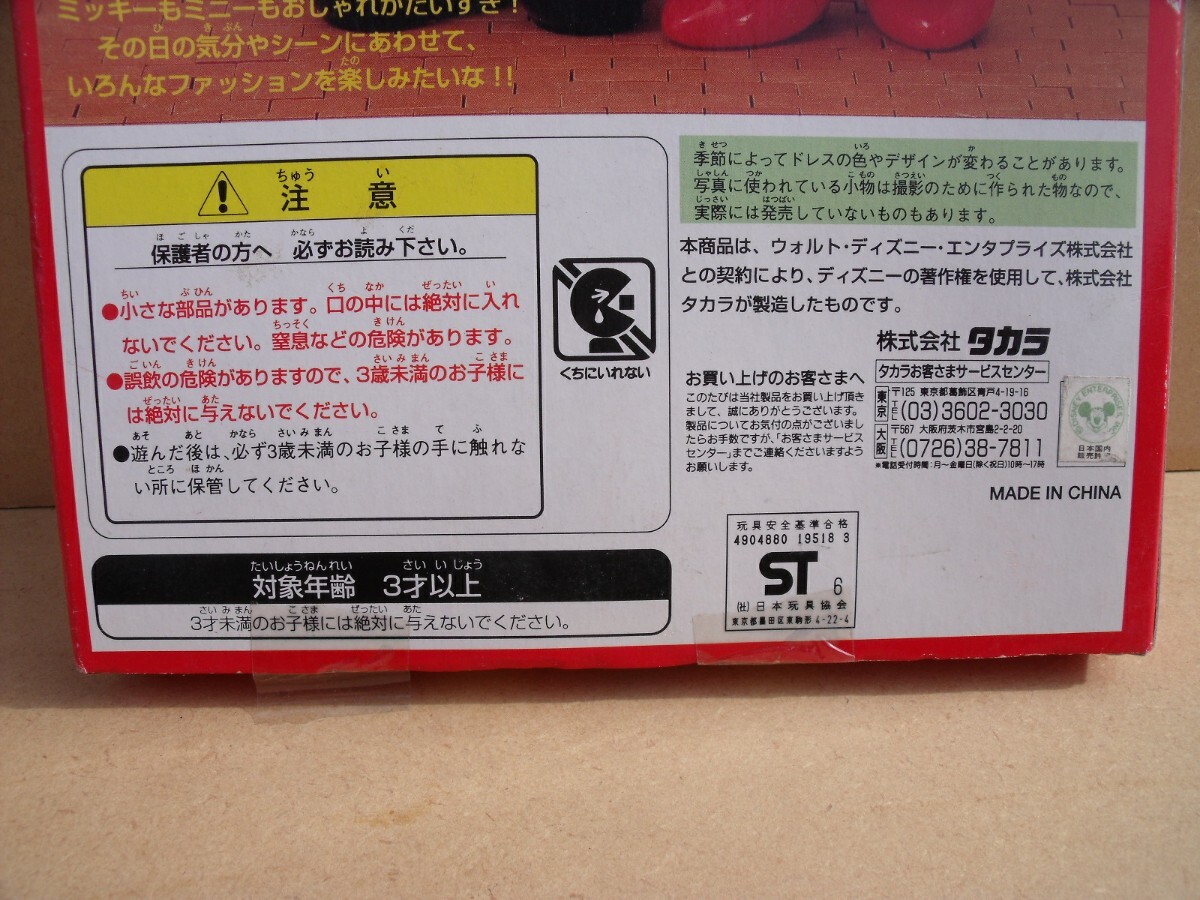 ミッキーもミニーもおしゃれがだいすき!
その日の気分やシーンにあわせて、
いろんなファッションを楽しみたいな!!
注意
保護者の方へ 必ずお読み下さい。
●小さな部品があります。口の中には絶対に入れ
ないでください。窒息などの危険があります。
●誤飲の危険がありますので、3歳未満のお子様に
は絶対に与えないでください。
●遊んだ後は、必ず3歳未満のお子様の手に触れな
い所に保管してください。
くちにいれない
対象年齢 3才以上
3才未満のお子様には絶対に与えないでください。
季節によってドレスの色やデザインが変わることがあります。
写真に使われている小物は撮影のために作られた物なので、
実際には発売していないものもあります。
本商品は、ウォルト・ディズニー・エンタプライズ株式会社
との契約により、ディズニーの著作権を使用して、株式会社
タカラが製造したものです。
株式会社 タカラ
お買い上げのお客さまへ
このたびは当社製品をお買い上げ頂き
まして、誠にありがとうございます。
製品についてお気付の点がございまし
たらお手数ですが、「お客さまサービス
センター」までご連絡くださいますよう
お願いします。
タカラお客さまサービスセンター
東京 〒125 東京都葛飾区青戸4-19-16
TEL (03)3602-3030
大阪 〒567 大阪府茨木市宮島2-2-20
TEL (0726)38-7811
*電話受付時間:月〜金曜日(除く祝日)10時〜17時
日本国内
MADE IN CHINA
玩具安全基準合格
4904880 19518 3
ST 6
(社)日本玩具協会
東京都墨田区東駒形4-22-4